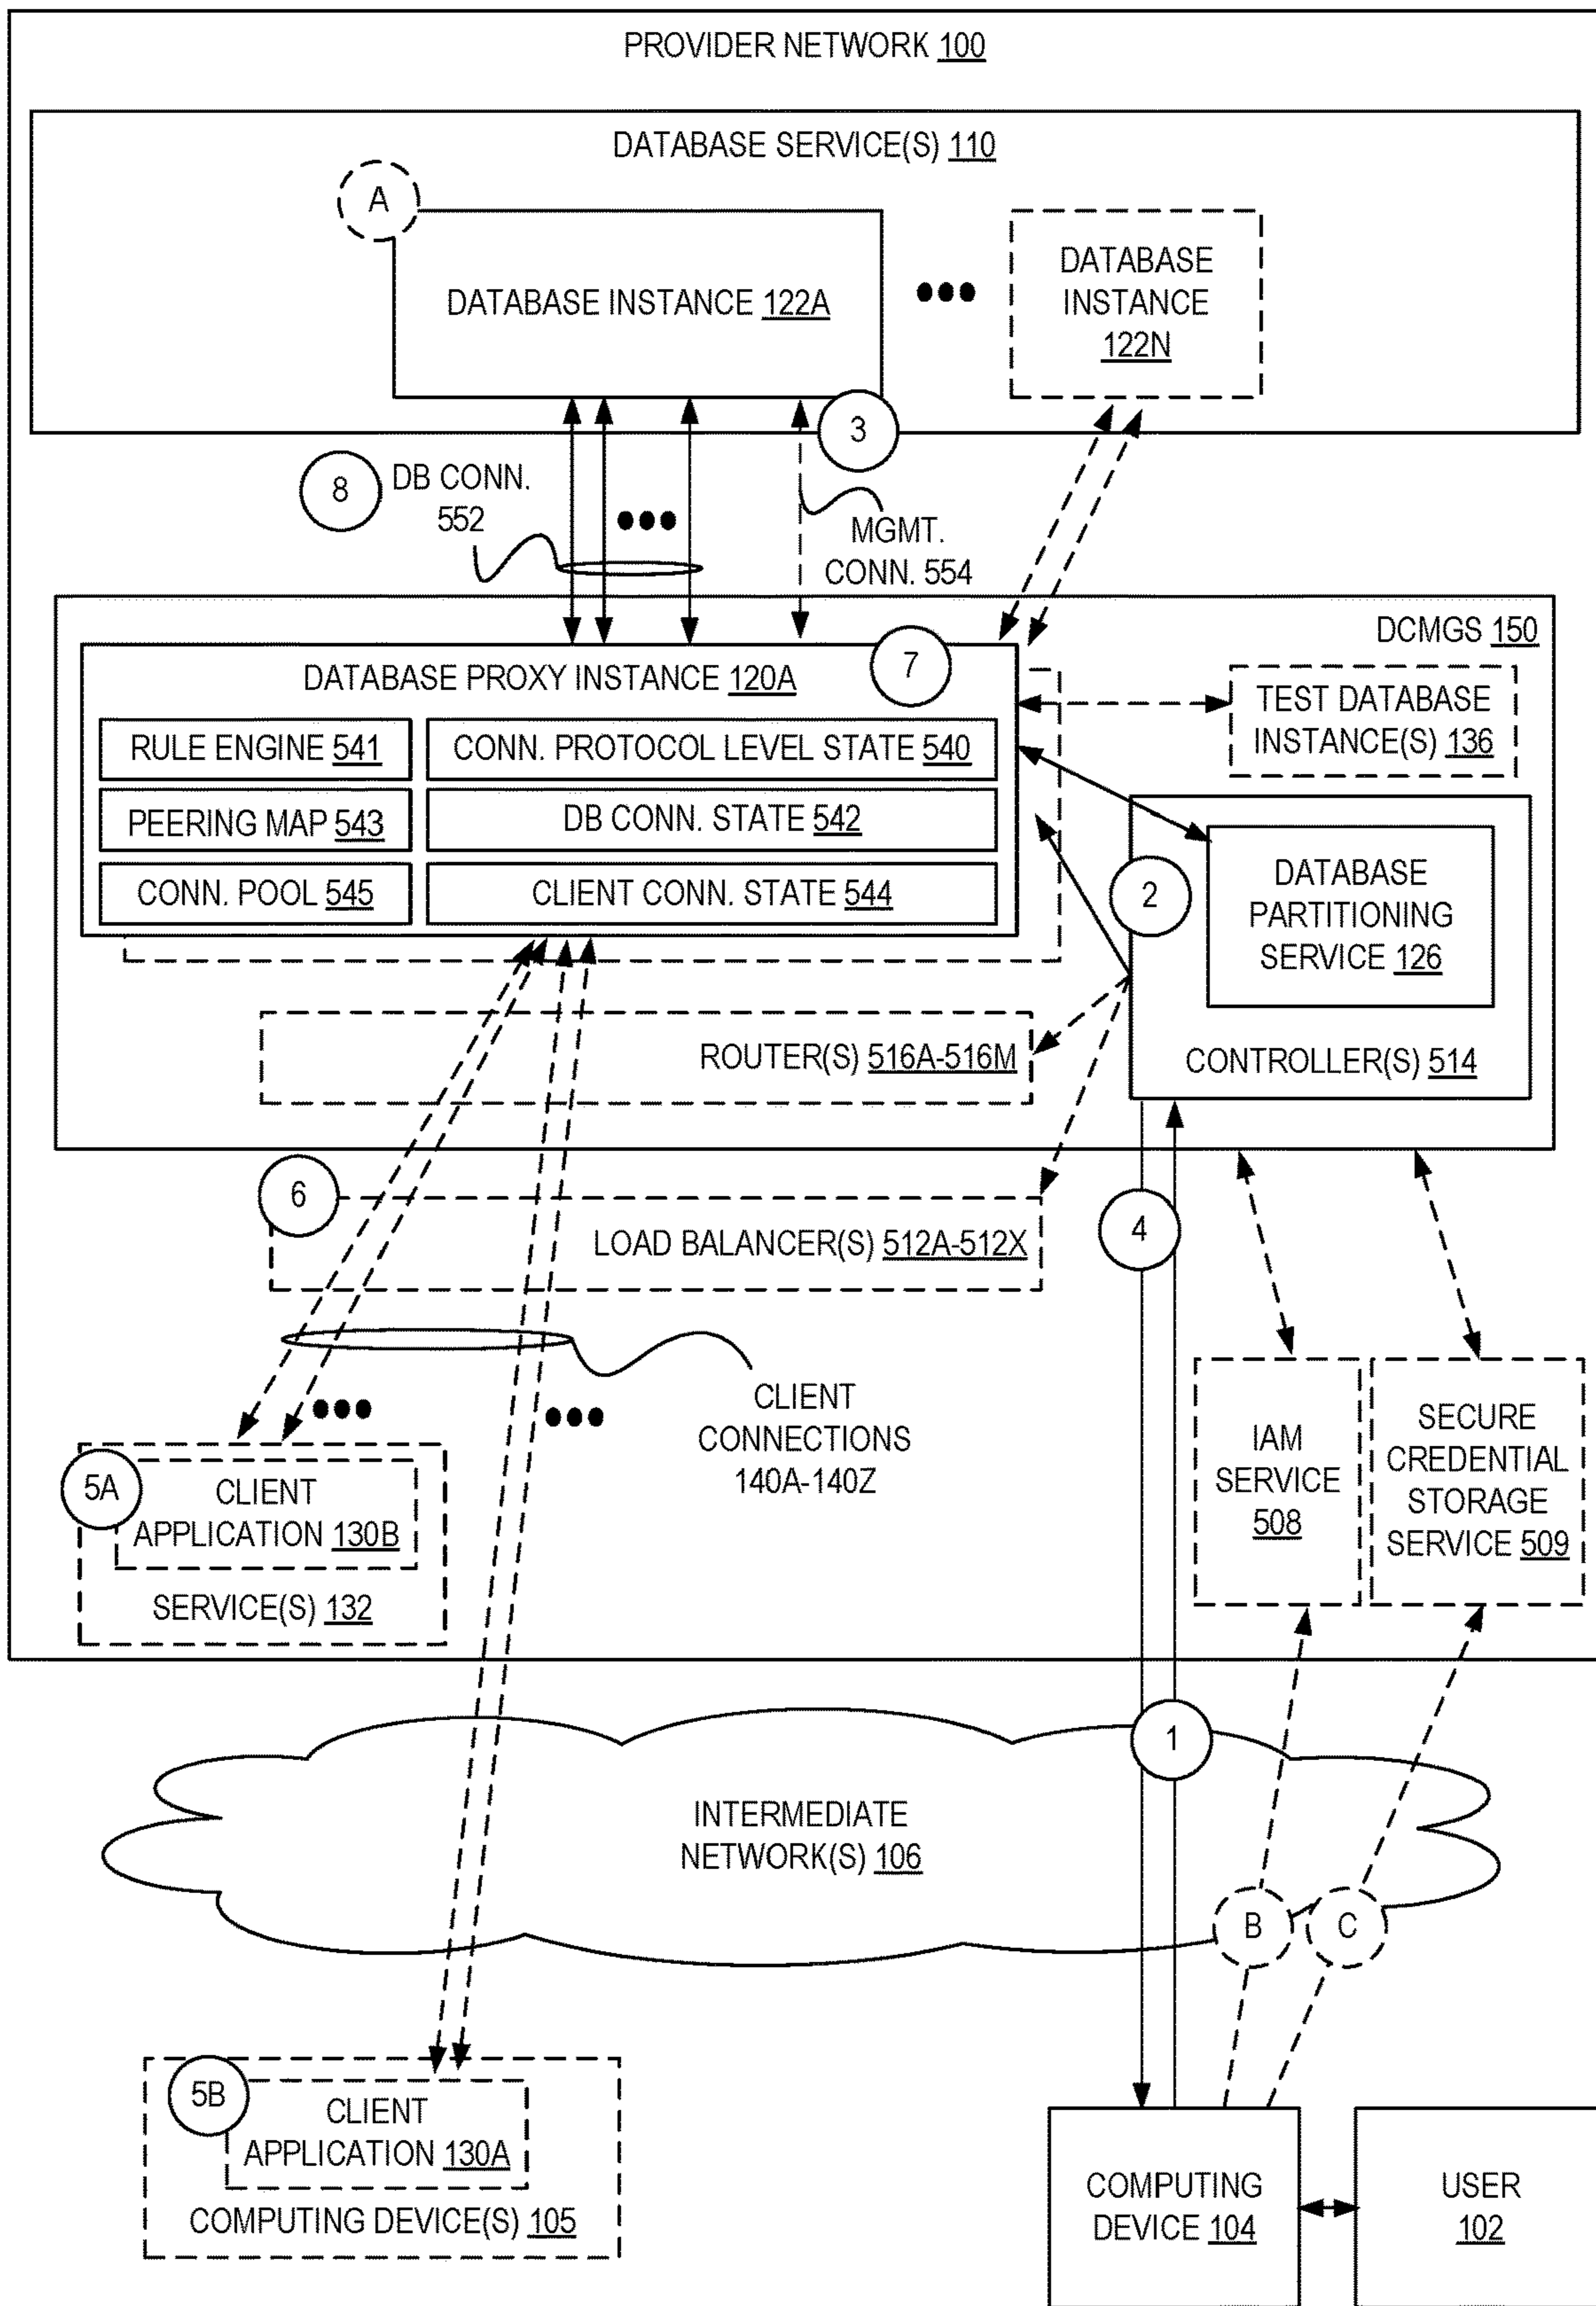 PROVIDER NETWORK 100
DATABASE SERVICE(S) 110
A
DATABASE INSTANCE 122A
DATABASE
INSTANCE
122N
3
8
DB CONN.
552
MGMT.
CONN. 554
DCMGS 150
7
DATABASE PROXY INSTANCE 120A
RULE ENGINE 541
CONN. PROTOCOL LEVEL STATE 540
PEERING MAP 543
DB CONN. STATE 542
CONN. POOL 545
CLIENT CONN. STATE 544
TEST DATABASE
INSTANCE(S) 136
2
DATABASE
PARTITIONING
SERVICE 126
CONTROLLER(S) 514
ROUTER(S) 516A-516M
6
LOAD BALANCER(S) 512A-512X
4
CLIENT
CONNECTIONS
140A-140Z
5A
CLIENT
APPLICATION 130B
SERVICE(S) 132
IAM
SERVICE
508
SECURE
CREDENTIAL
STORAGE
SERVICE 509
1
INTERMEDIATE
NETWORK(S) 106
B
C
5B
CLIENT
APPLICATION 130A
COMPUTING DEVICE(S) 105
COMPUTING
DEVICE 104
USER
102